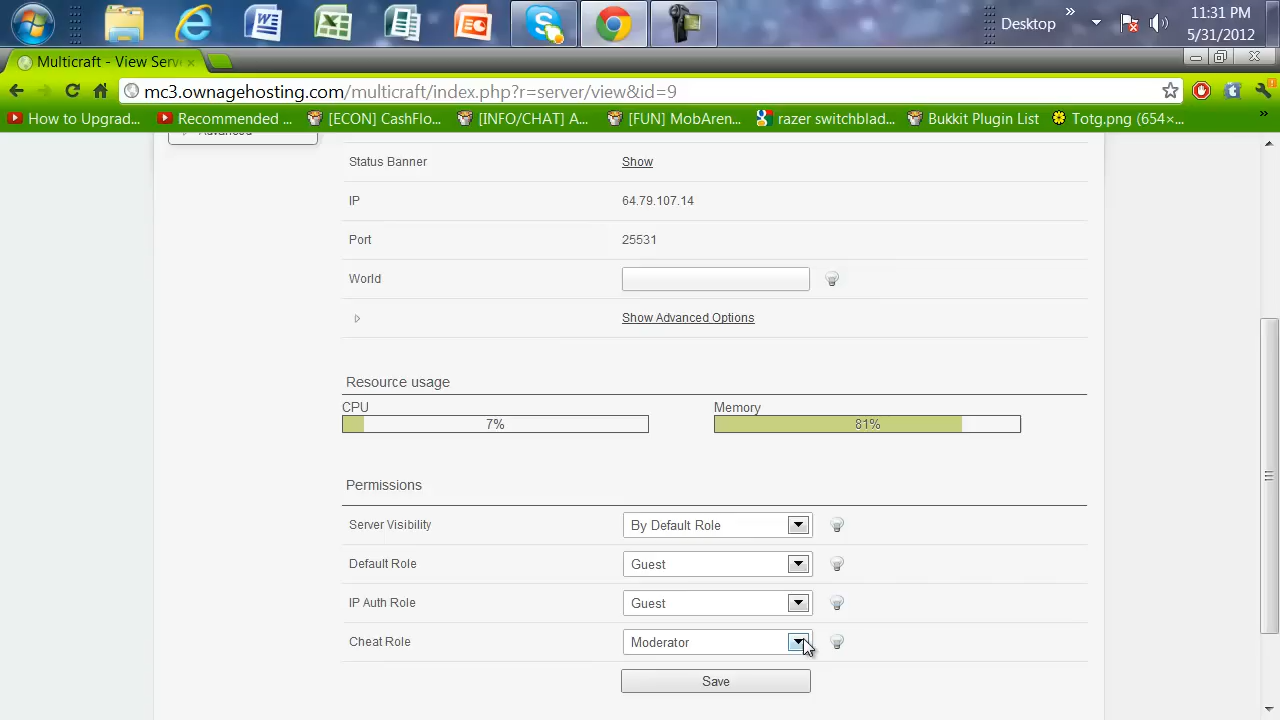 Desktop
»
11:31 PM
5/31/2012
Multicraft - View Serv
mc3.ownagehosting.com/multicraft/index.php?r=server/view&id=9
How to Upgrad... Recommended ... [ECON] CashFlo... [INFO/CHAT] A... [FUN] MobAren... razer switchblad... Bukkit Plugin List Totg.png (654×... »
Advanced
Status Banner Show
IP 64.79.107.14
Port 25531
World
Show Advanced Options
Resource usage
CPU Memory
7% 81%
Permissions
Server Visibility By Default Role
Default Role Guest
IP Auth Role Guest
Cheat Role Moderator
Save